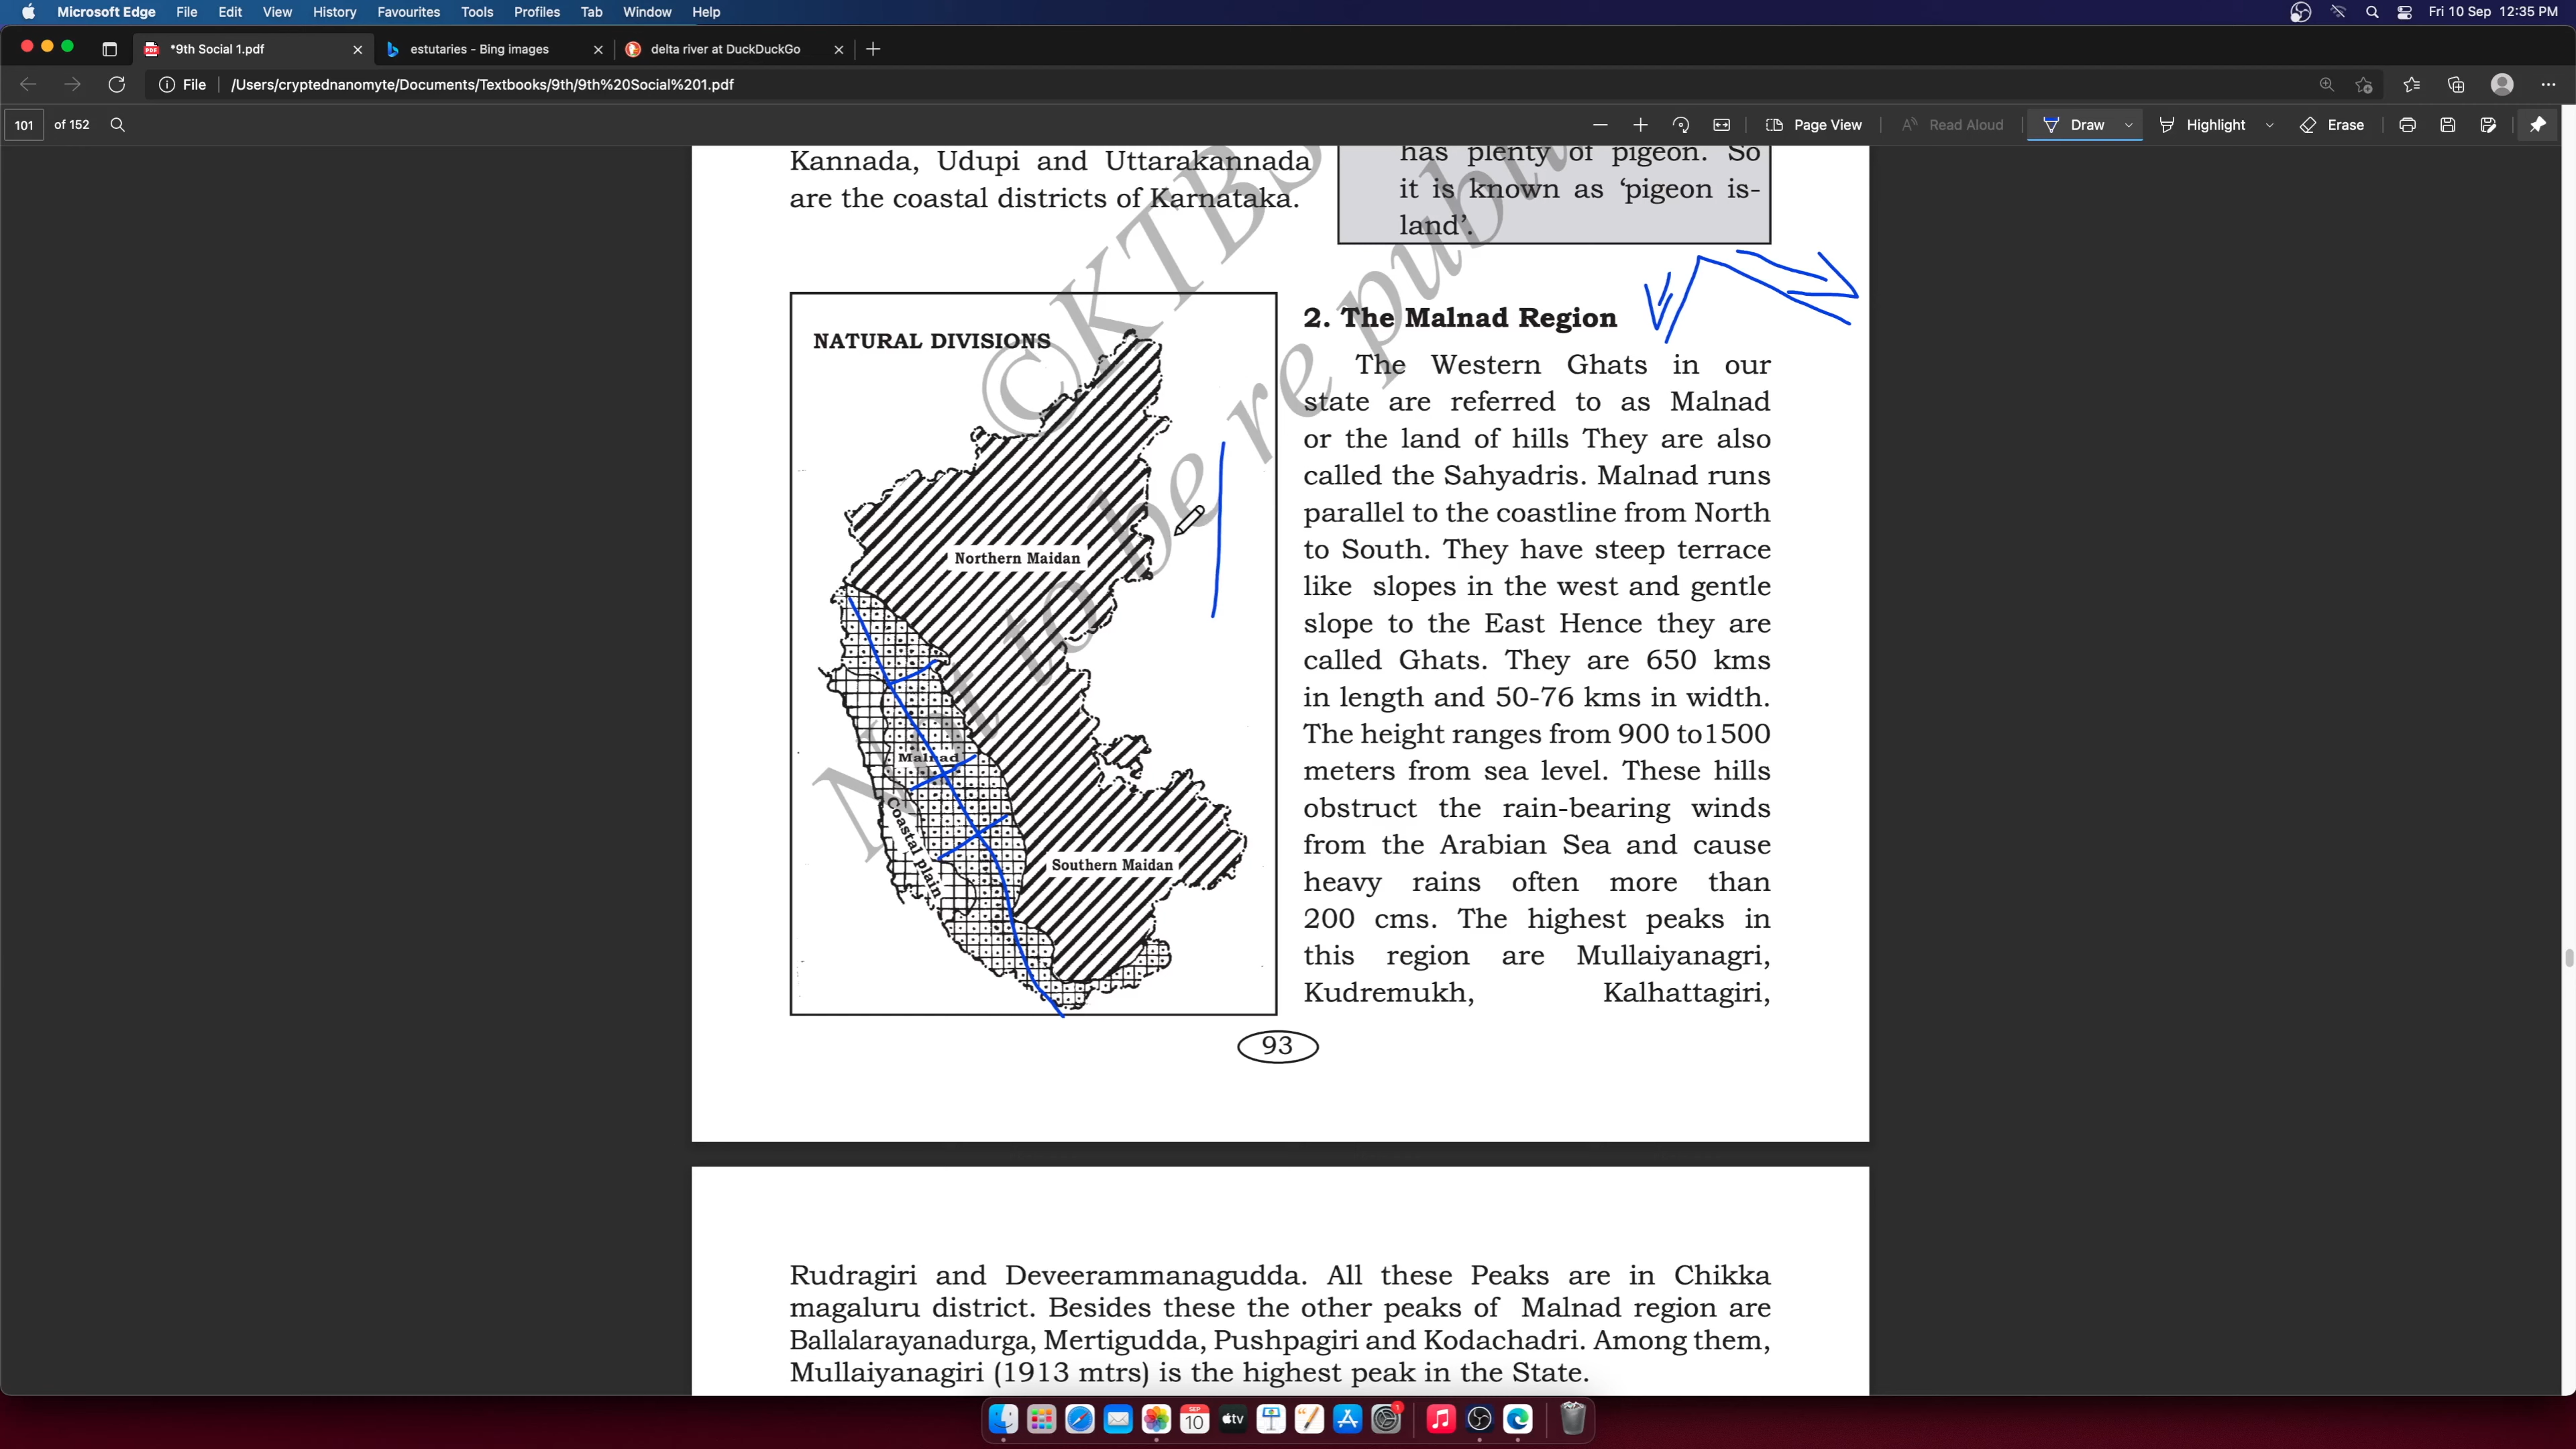 Microsoft Edge File Edit View History Favourites Tools Profiles Tab Window Help Fri 10 Sep 12:35 PM
*9th Social 1.pdf estutaries - Bing images delta river at DuckDuckGo
File /Users/cryptednanomyte/Documents/Textbooks/9th/9th%20Social%201.pdf
101 of 152 Page View Read Aloud Draw Highlight Erase
Kannada, Udupi and Uttarakannada
are the coastal districts of Karnataka.
has plenty of pigeon. So
it is known as ‘pigeon is-
land’.
©KTBS
Not to be republi
NATURAL DIVISIONS
Northern Maidan
Malnad
Coastal plain
Southern Maidan
2. The Malnad Region
The Western Ghats in our
state are referred to as Malnad
or the land of hills They are also
called the Sahyadris. Malnad runs
parallel to the coastline from North
to South. They have steep terrace
like slopes in the west and gentle
slope to the East Hence they are
called Ghats. They are 650 kms
in length and 50-76 kms in width.
The height ranges from 900 to1500
meters from sea level. These hills
obstruct the rain-bearing winds
from the Arabian Sea and cause
heavy rains often more than
200 cms. The highest peaks in
this region are Mullaiyanagri,
Kudremukh, Kalhattagiri,
93
Rudragiri and Deveerammanagudda. All these Peaks are in Chikka
magaluru district. Besides these the other peaks of Malnad region are
Ballalarayanadurga, Mertigudda, Pushpagiri and Kodachadri. Among them,
Mullaiyanagiri (1913 mtrs) is the highest peak in the State.
SEP
10
tv
1